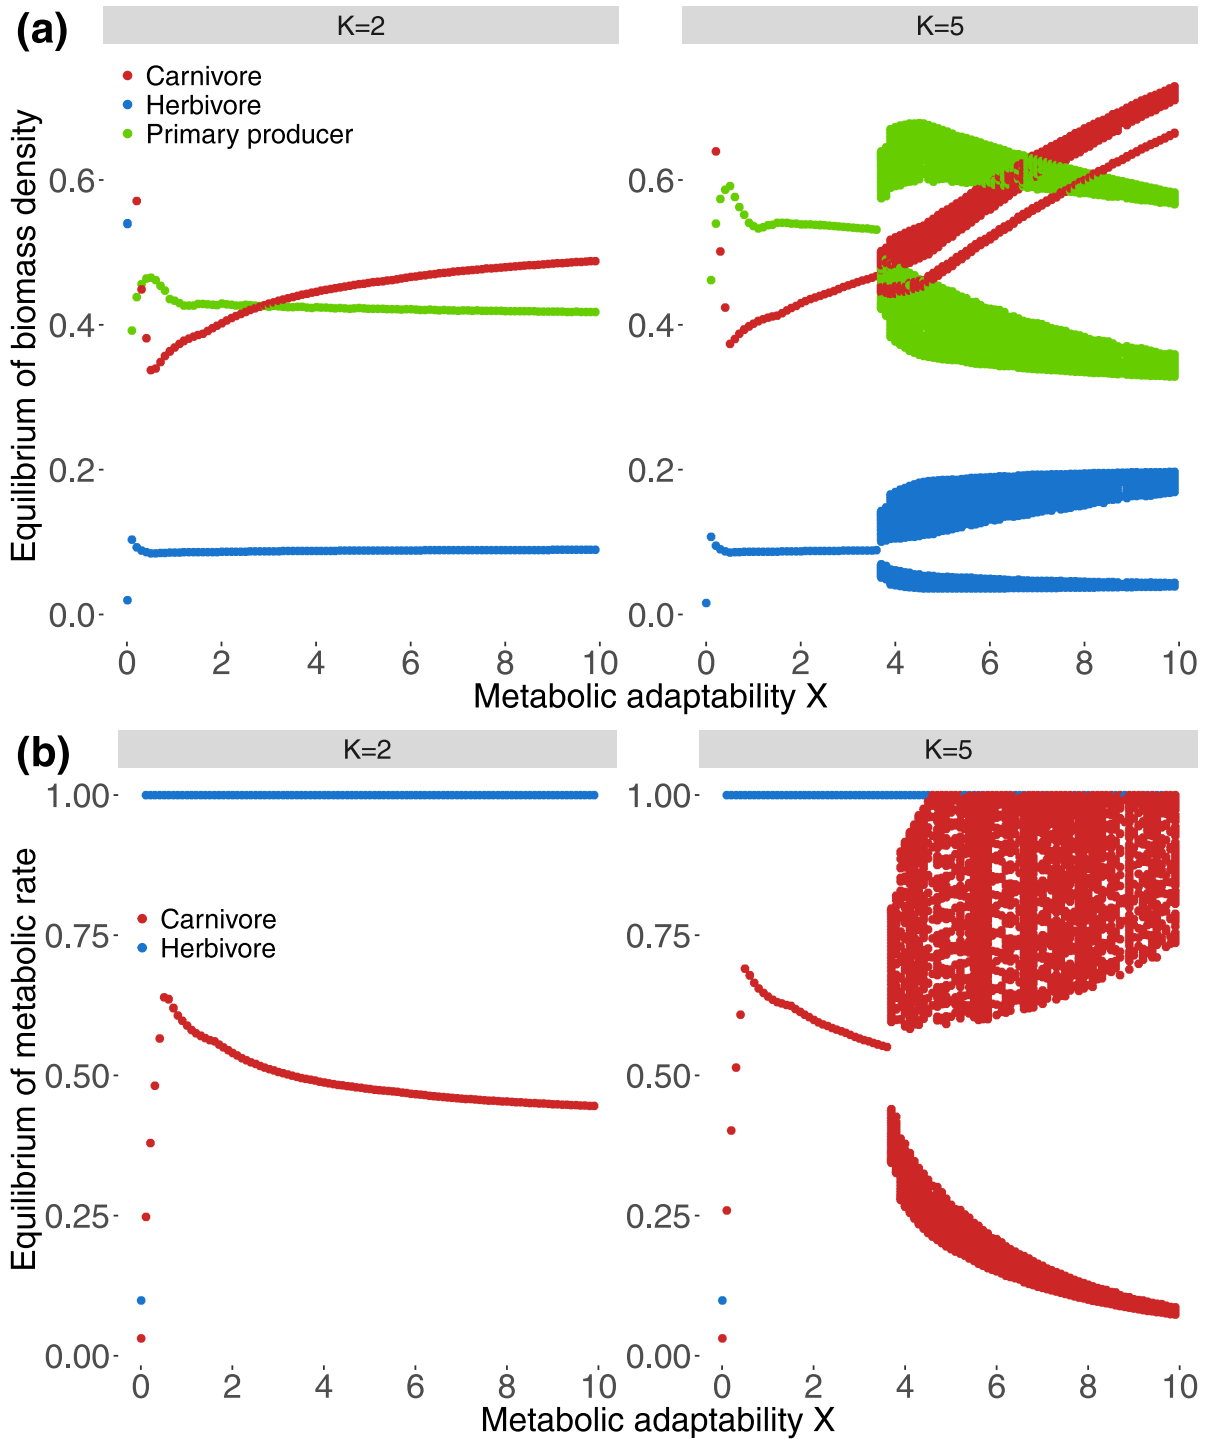 (a)
K=2
K=5
Carnivore
Herbivore
Primary producer
Equilibrium of biomass density
0.6
0.4
0.2
0.0
0 2 4 6 8 10
0.6
0.4
0.2
0.0
0 2 4 6 8 10
Metabolic adaptability X
(b)
K=2
K=5
Carnivore
Herbivore
Equilibrium of metabolic rate
1.00
0.75
0.50
0.25
0.00
0 2 4 6 8 10
1.00
0.75
0.50
0.25
0.00
0 2 4 6 8 10
Metabolic adaptability X